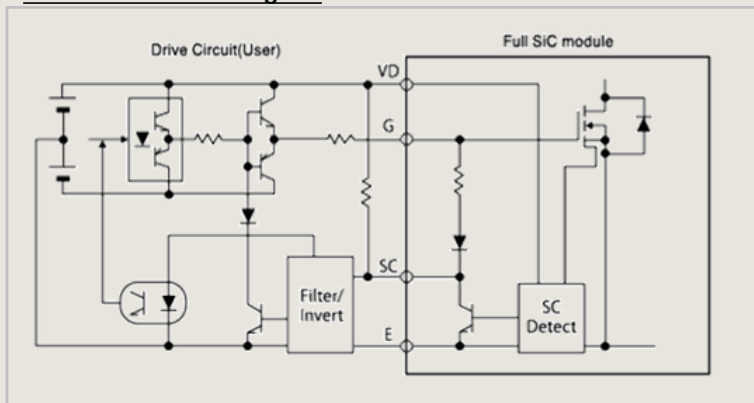 Drive Circuit(User)
Full SiC module
VD
G
SC
E
Filter/
Invert
SC
Detect